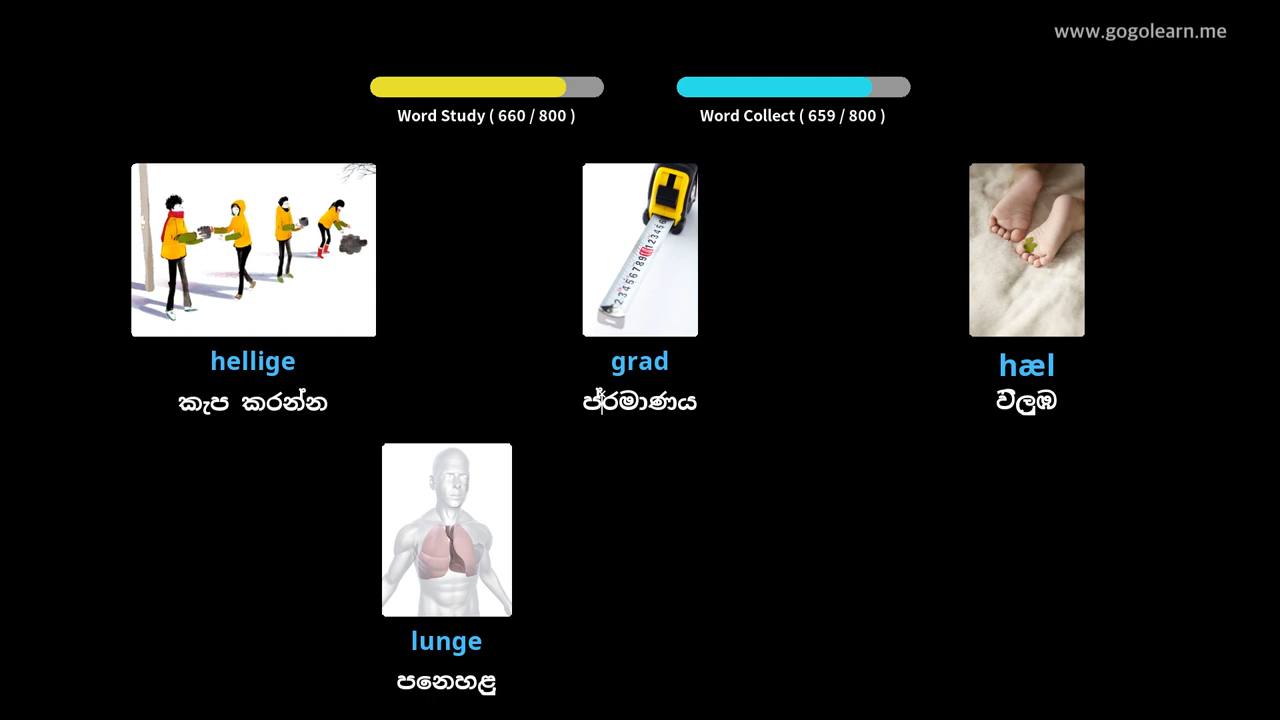 www.gogolearn.me
Word Study ( 660 / 800 )
Word Collect ( 659 / 800 )
hellige
grad
hæl
කැප කරන්න
ප්රමාණය
විලුඹ
lunge
පෙනහළු